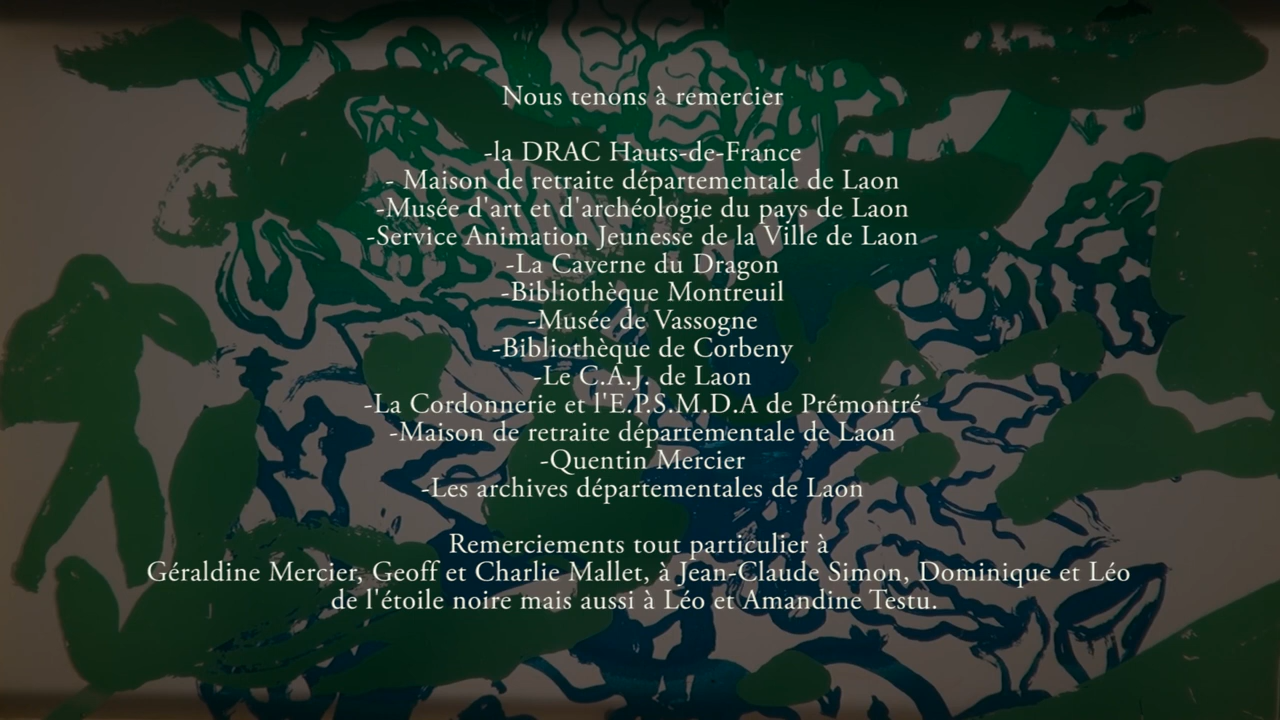 Nous tenons à remercier
-la DRAC Hauts-de-France
- Maison de retraite départementale de Laon
-Musée d'art et d'archéologie du pays de Laon
-Service Animation Jeunesse de la Ville de Laon
-La Caverne du Dragon
-Bibliothèque Montreuil
-Musée de Vassogne
-Bibliothèque de Corbeny
-Le C.A.J. de Laon
-La Cordonnerie et l'E.P.S.M.D.A de Prémontré
-Maison de retraite départementale de Laon
-Quentin Mercier
-Les archives départementales de Laon
Remerciements tout particulier à
Géraldine Mercier, Geoff et Charlie Mallet, à Jean-Claude Simon, Dominique et Léo
de l'étoile noire mais aussi à Léo et Amandine Testu.